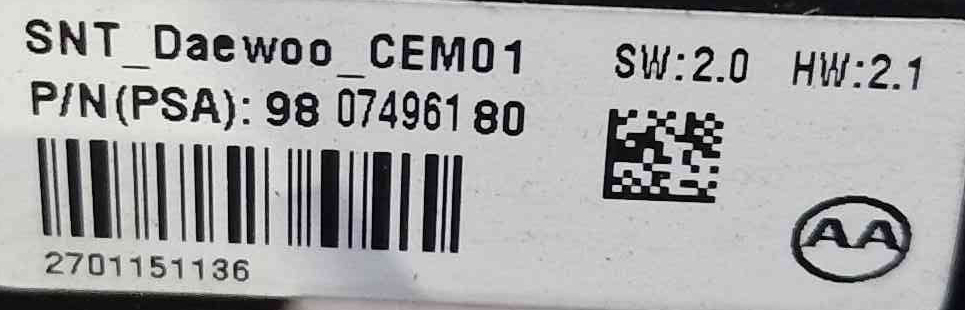 SNT_Daewoo_CEM01
SW:2.0 HW:2.1
P/N(PSA): 98 07496180
2701151136
AA